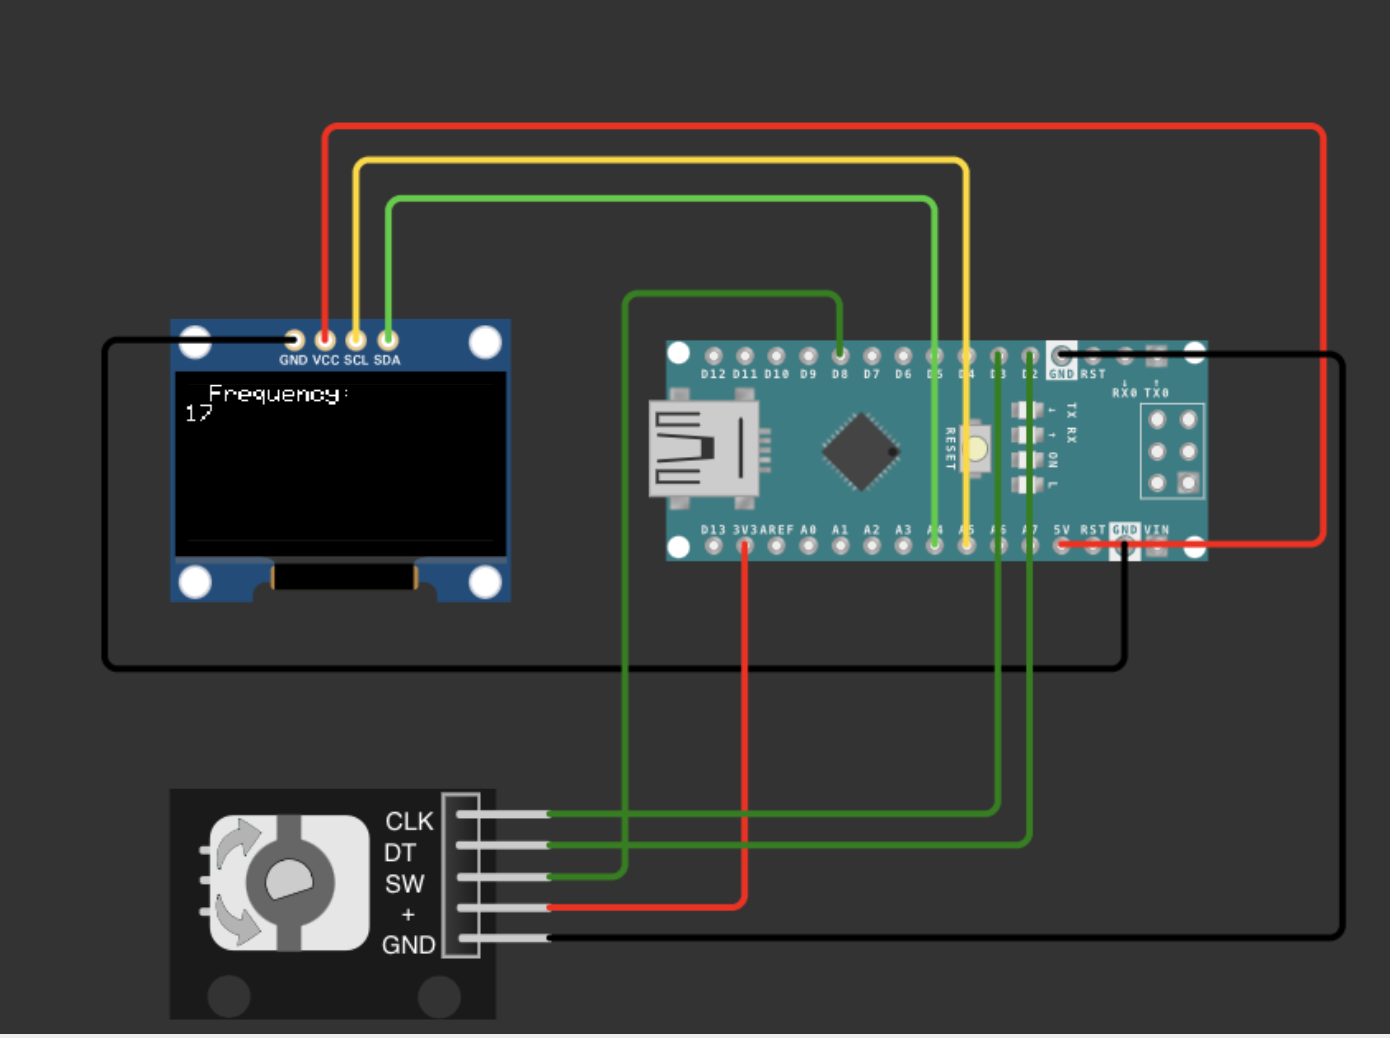 GND VCC SCL SDA
Frequency:
17
D12 D11 D10 D9 D8 D7 D6 D5 D4 D3 D2 GND RST
RX0 TX0
TX RX
ON L
RESET
D13 3V3 AREF A0 A1 A2 A3 A4 A5 A6 A7 5V RST GND VIN
CLK
DT
SW
+
GND